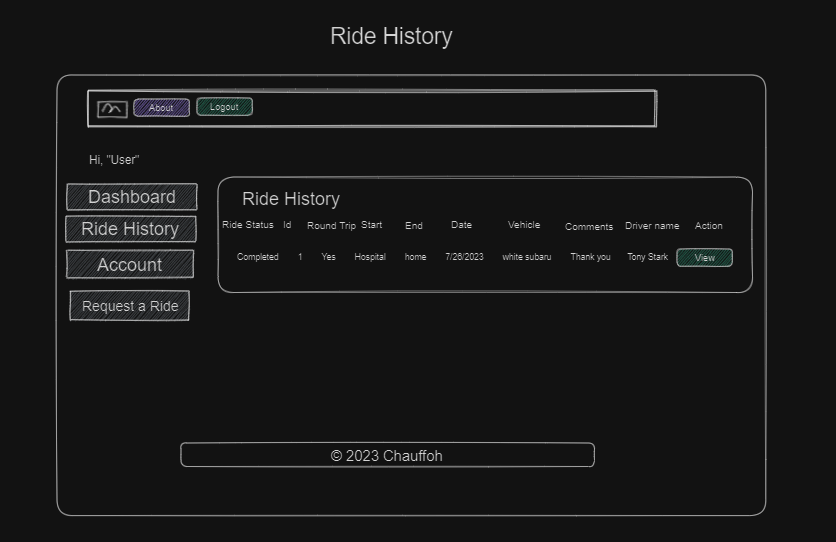 Ride History
About Logout
Hi, "User"
Dashboard
Ride History
Account
Request a Ride
Ride History
Ride Status Id Round Trip Start End Date Vehicle Comments Driver name Action
Completed 1 Yes Hospital home 7/26/2023 white subaru Thank you Tony Stark View
© 2023 Chauffoh